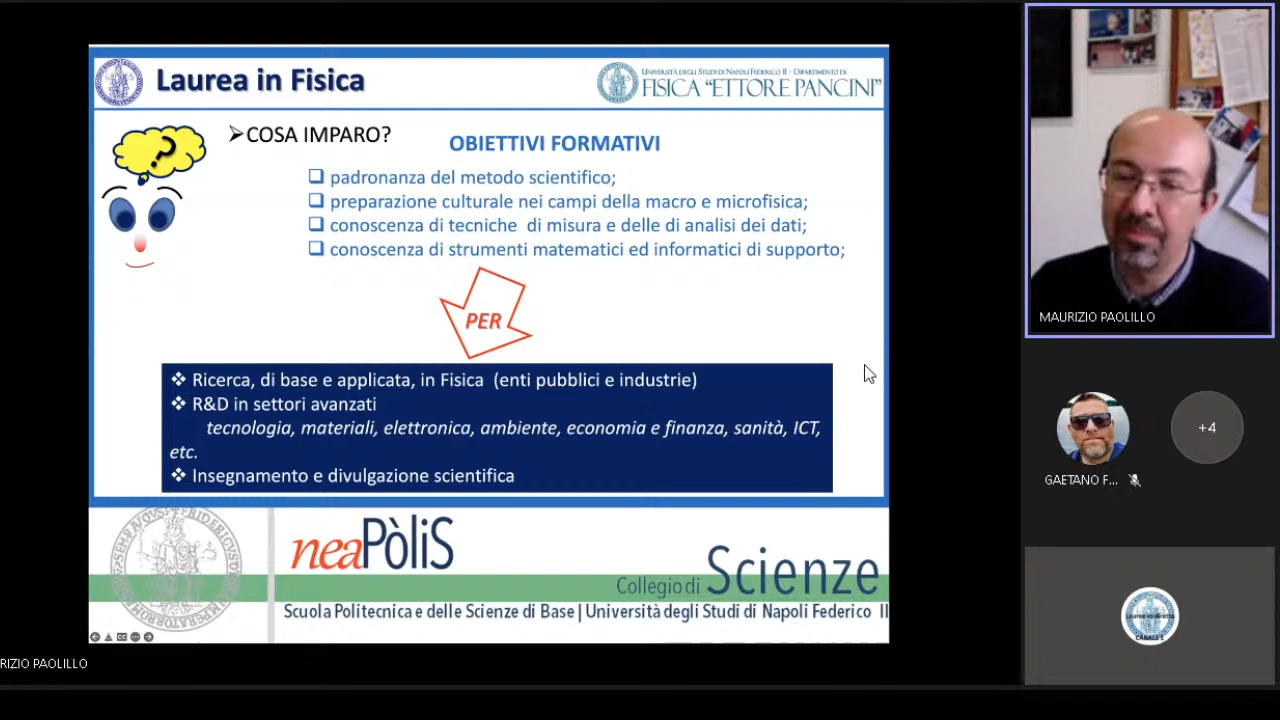 Laurea in Fisica
UNIVERSITÀ DEGLI STUDI DI NAPOLI FEDERICO II - DIPARTIMENTO DI
FISICA "ETTORE PANCINI"
?
➢COSA IMPARO?
OBIETTIVI FORMATIVI
❑ padronanza del metodo scientifico;
❑ preparazione culturale nei campi della macro e microfisica;
❑ conoscenza di tecniche di misura e delle di analisi dei dati;
❑ conoscenza di strumenti matematici ed informatici di supporto;
PER
❖ Ricerca, di base e applicata, in Fisica (enti pubblici e industrie)
❖ R&D in settori avanzati
tecnologia, materiali, elettronica, ambiente, economia e finanza, sanità, ICT,
etc.
❖ Insegnamento e divulgazione scientifica
neaPòliS
Collegio di Scienze
Scuola Politecnica e delle Scienze di Base | Università degli Studi di Napoli Federico II
RIZIO PAOLILLO
MAURIZIO PAOLILLO
GAETANO F...
+4
Lauree in diretta
CANALE 1